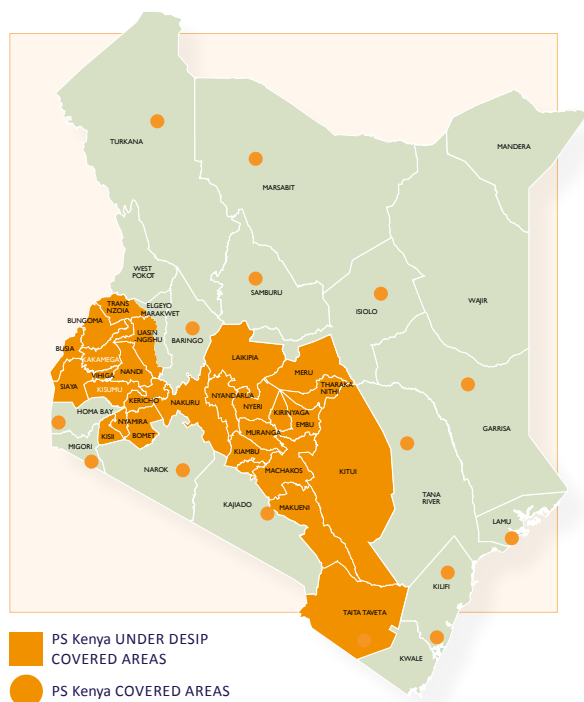 MANDERA
TURKANA
MARSABIT
WEST
POKOT
SAMBURU
ISIOLO
WAJIR
TRANS
NZOIA
ELGEYO
MARAKWET
BUNGOMA
UASIN
-NGISHU
BARINGO
BUSIA
KAKAMEGA
LAIKIPIA
VIHIGA
NANDI
MERU
SIAYA
KISUMU
THARAKA
NITHI
KERICHO
NAKURU
NYANDARUA
NYERI
HOMA BAY
KIRINYAGA
NYAMIRA
EMBU
GARRISA
KISII
BOMET
MURANGA
MIGORI
KIAMBU
NAROK
MACHAKOS
KITUI
KAJIADO
TANA
RIVER
MAKUENI
LAMU
KILIFI
TAITA TAVETA
KWALE
PS Kenya UNDER DESIP
COVERED AREAS
PS Kenya COVERED AREAS